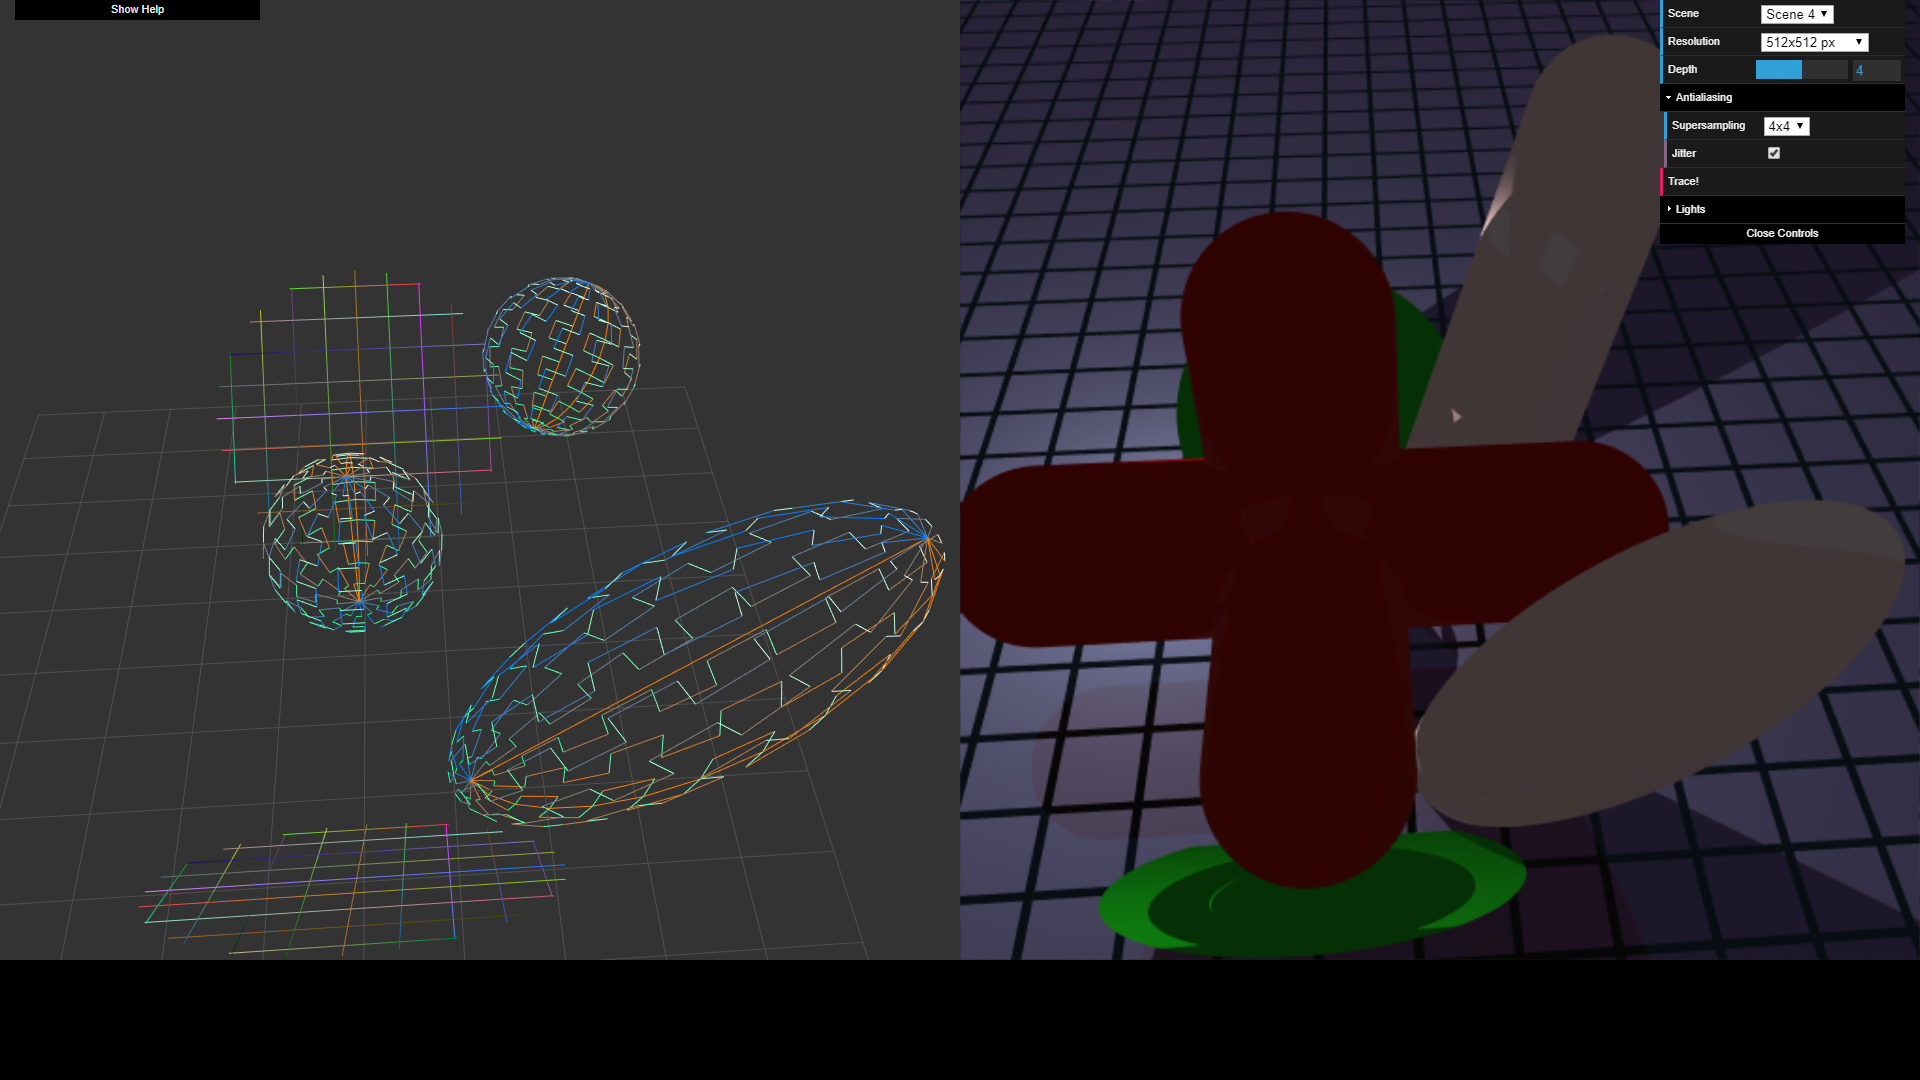 Show Help
Scene Scene 4
Resolution 512x512 px
Depth 4
Antialiasing
Supersampling 4x4
Jitter
Trace!
Lights
Close Controls